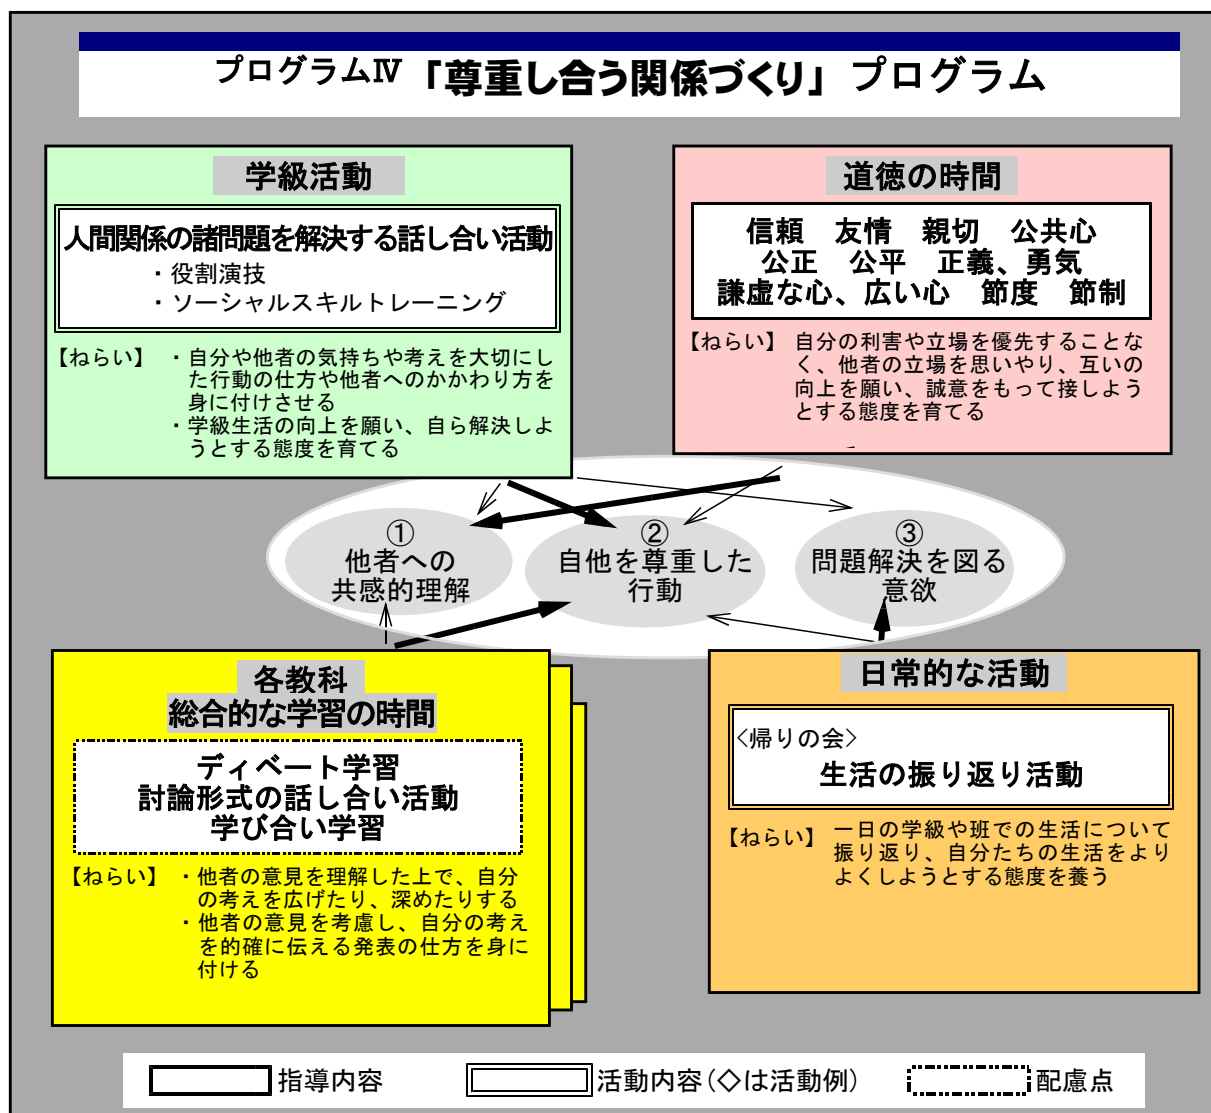 プログラムⅣ「尊重し合う関係づくり」プログラム
学級活動
人間関係の諸問題を解決する話し合い活動
・役割演技
・ソーシャルスキルトレーニング
【ねらい】 ・自分や他者の気持ちや考えを大切にし
た行動の仕方や他者へのかかわり方を
身に付けさせる
・学級生活の向上を願い、自ら解決しよ
うとする態度を育てる
道徳の時間
信頼 友情 親切 公共心
公正 公平 正義、勇気
謙虚な心、広い心 節度 節制
【ねらい】 自分の利害や立場を優先することな
く、他者の立場を思いやり、互いの
向上を願い、誠意をもって接しよう
とする態度を育てる
①
他者への
共感的理解
②
自他を尊重した
行動
③
問題解決を図る
意欲
各教科
総合的な学習の時間
ディベート学習
討論形式の話し合い活動
学び合い学習
【ねらい】 ・他者の意見を理解した上で、自分
の考えを広げたり、深めたりする
・他者の意見を考慮し、自分の考え
を的確に伝える発表の仕方を身に
付ける
日常的な活動
<帰りの会>
生活の振り返り活動
【ねらい】 一日の学級や班での生活について
振り返り、自分たちの生活をより
よくしようとする態度を養う
指導内容
活動内容(◇は活動例)
配慮点